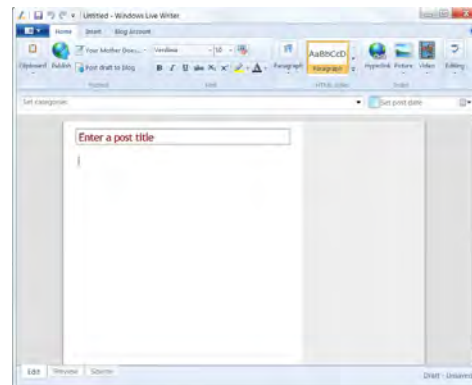 Untitled - Windows Live Writer
Home Insert Blog Account
Your Mother Docu...
Verdana 10
AaBbCcD
Clipboard Publish Post draft to blog B I U abc Paragraph Paragraph Hyperlink Picture Video Editing
Publish Font HTML styles Insert
Set categories Set post date
Enter a post title
Edit Preview Source Draft - Unsaved